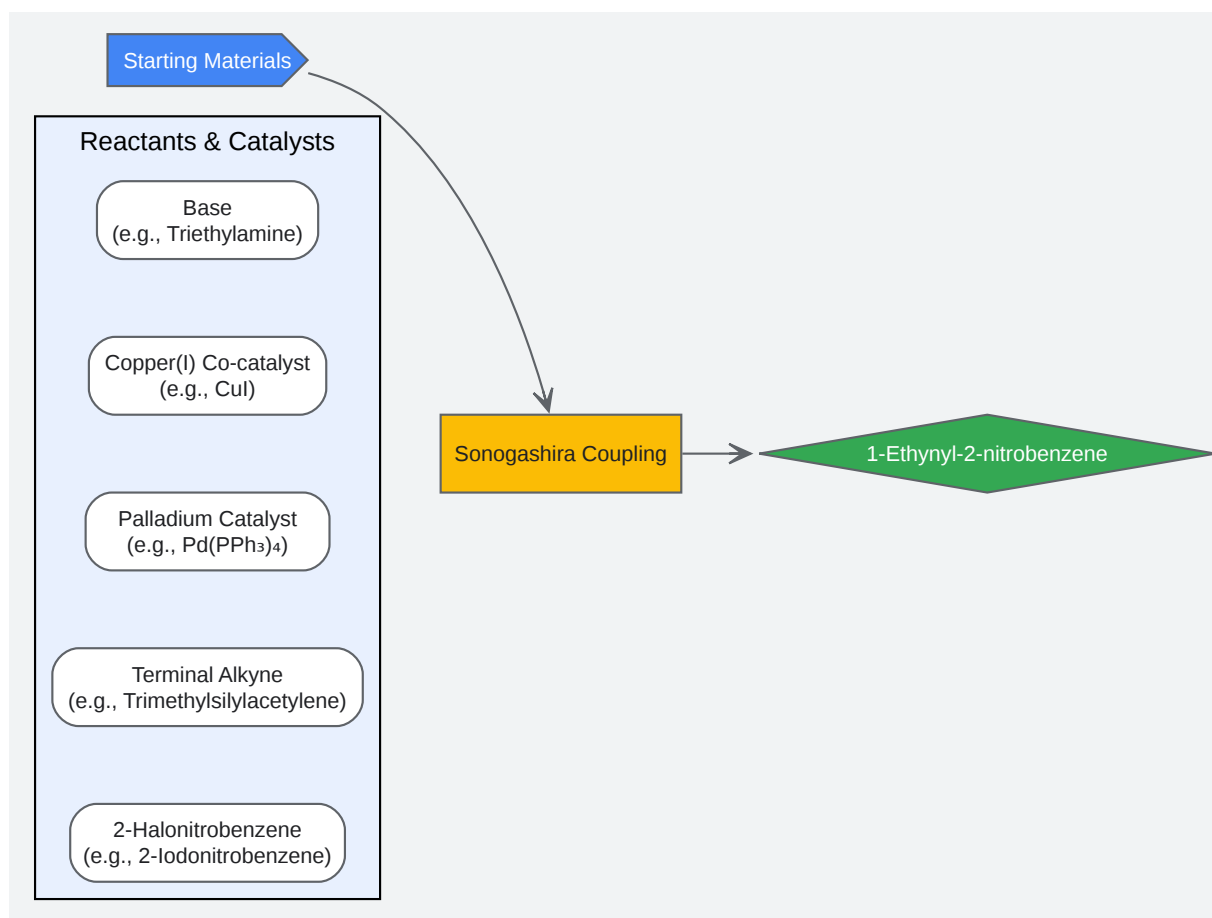 Starting Materials
Reactants & Catalysts
Base
(e.g., Triethylamine)
Copper(I) Co-catalyst
(e.g., CuI)
Palladium Catalyst
(e.g., Pd(PPh₃)₄)
Terminal Alkyne
(e.g., Trimethylsilylacetylene)
2-Halonitrobenzene
(e.g., 2-Iodonitrobenzene)
Sonogashira Coupling
1-Ethynyl-2-nitrobenzene